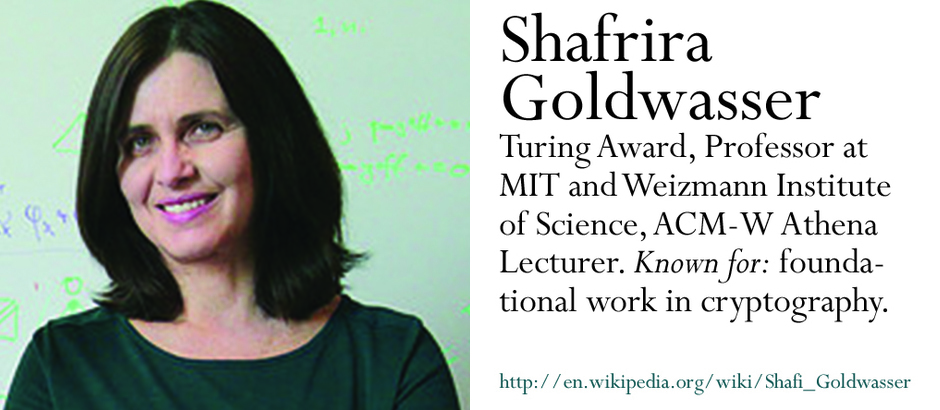 Shafrira
Goldwasser
Turing Award, Professor at
MIT and Weizmann Institute
of Science, ACM-W Athena
Lecturer. Known for: founda-
tional work in cryptography.
http://en.wikipedia.org/wiki/Shafi_Goldwasser